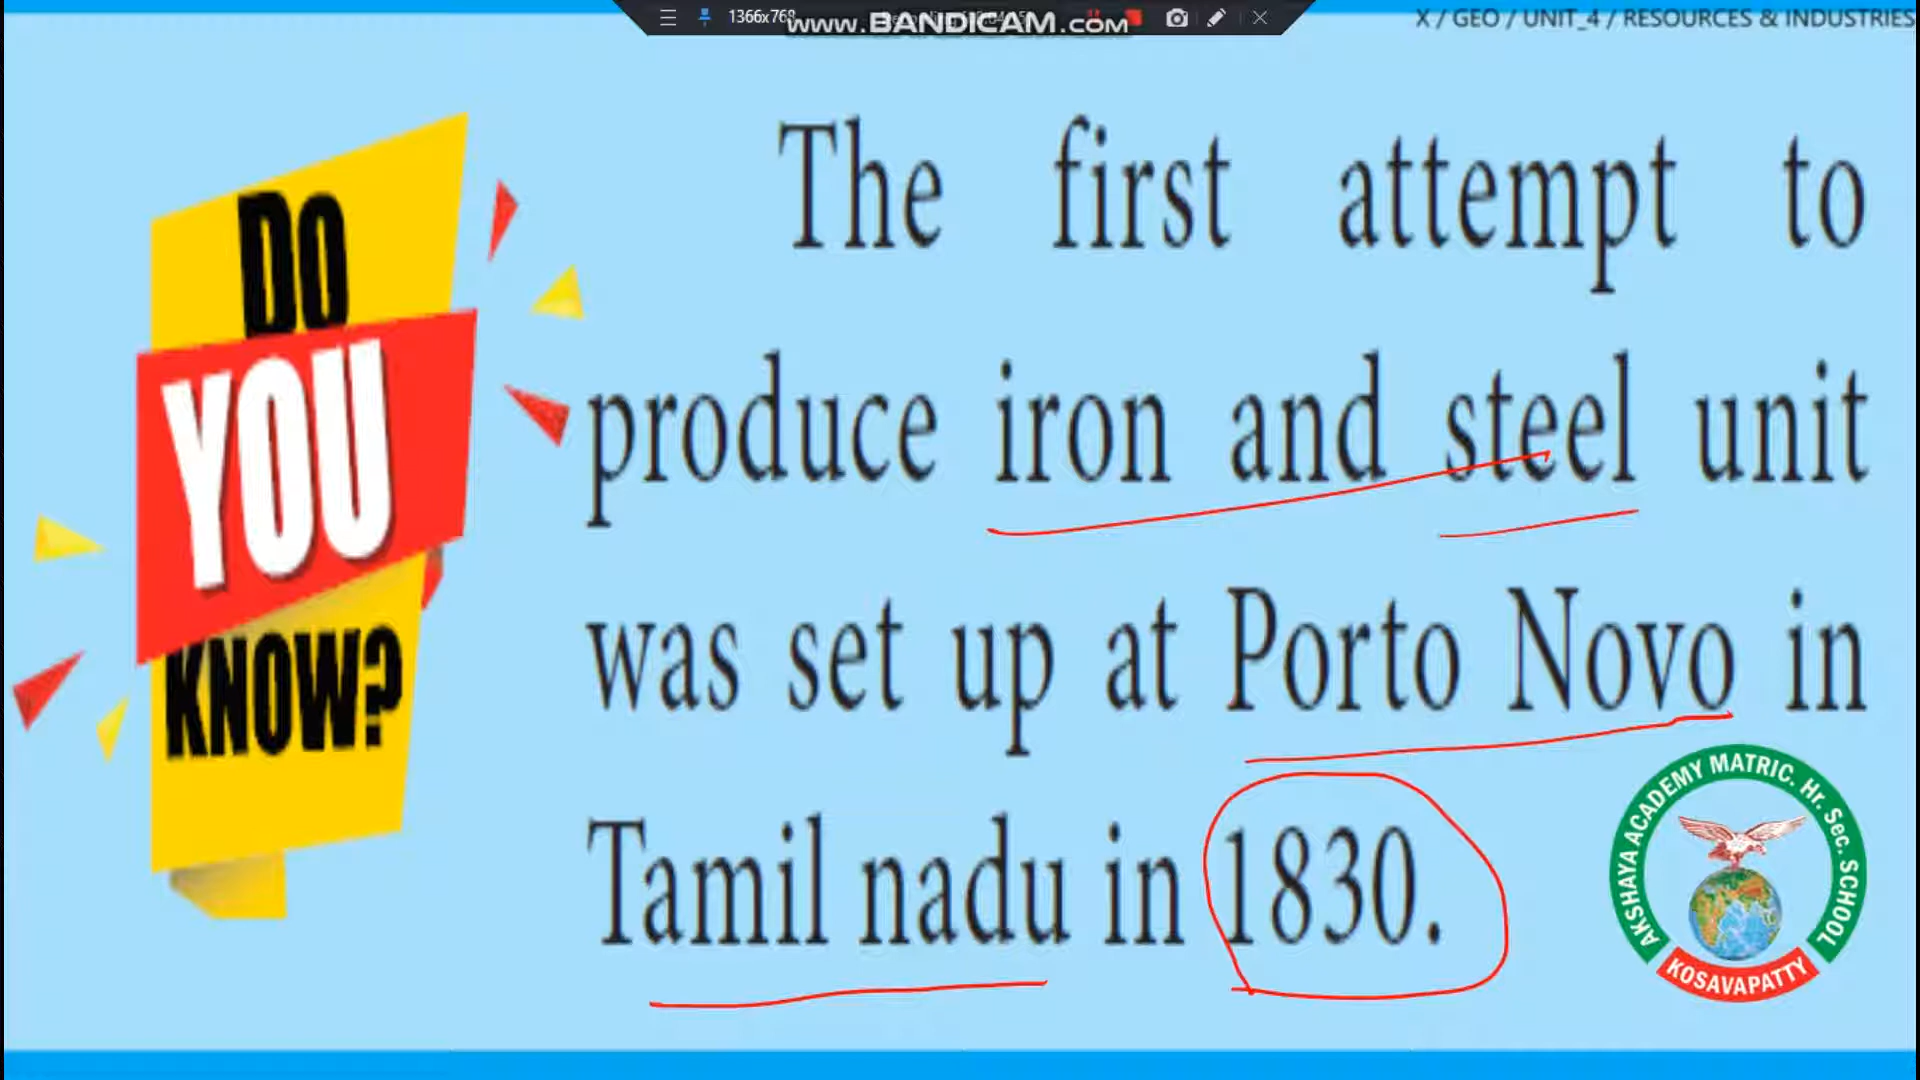 1366x768
www.BANDICAM.com
X / GEO / UNIT_4 / RESOURCES & INDUSTRIES
DO
YOU
KNOW?
The first attempt to
produce iron and steel unit
was set up at Porto Novo in
Tamil nadu in 1830.
AKSHAYA ACADEMY MATRIC. Hr. Sec. SCHOOL
KOSAVAPATTY